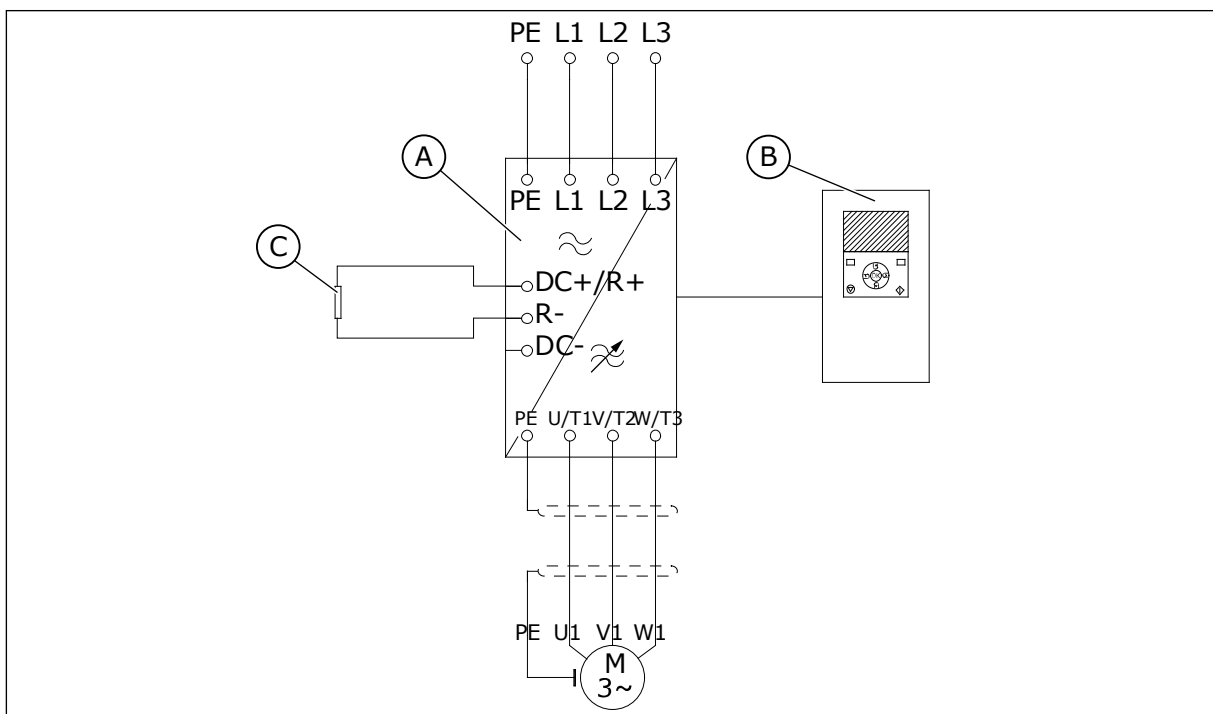 PE L1 L2 L3
A
B
PE L1 L2 L3
C
DC+/R+
R-
DC-
PE U/T1 V/T2 W/T3
PE U1 V1 W1
M
3~